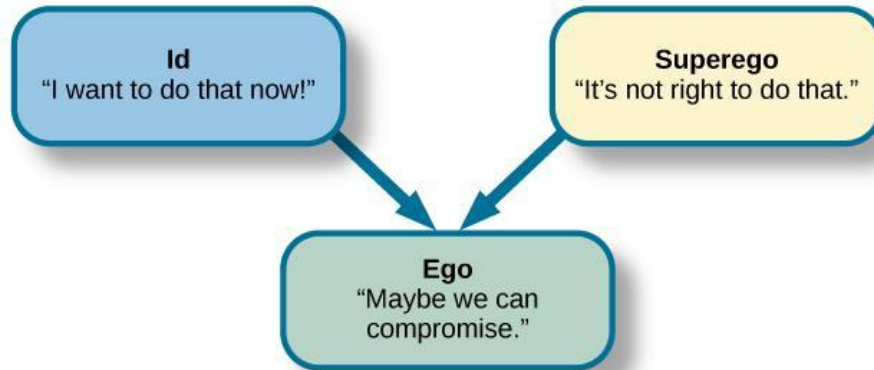 Id
“I want to do that now!”
Superego
“It’s not right to do that.”
Ego
“Maybe we can
compromise.”